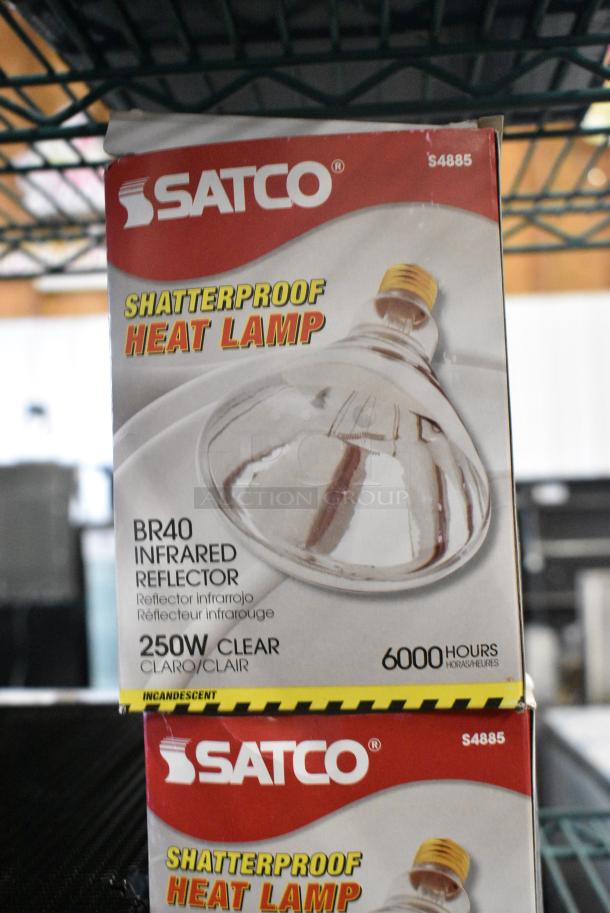 SATCO® S4885
SHATTERPROOF
HEAT LAMP
AUCTION GROUP
BR40
INFRARED
REFLECTOR
Reflector infrarrojo
Réflecteur infrarouge
250W CLEAR
CLARO/CLAIR
6000 HOURS
HORAS/HEURES
INCANDESCENT
SATCO® S4885
SHATTERPROOF
HEAT LAMP